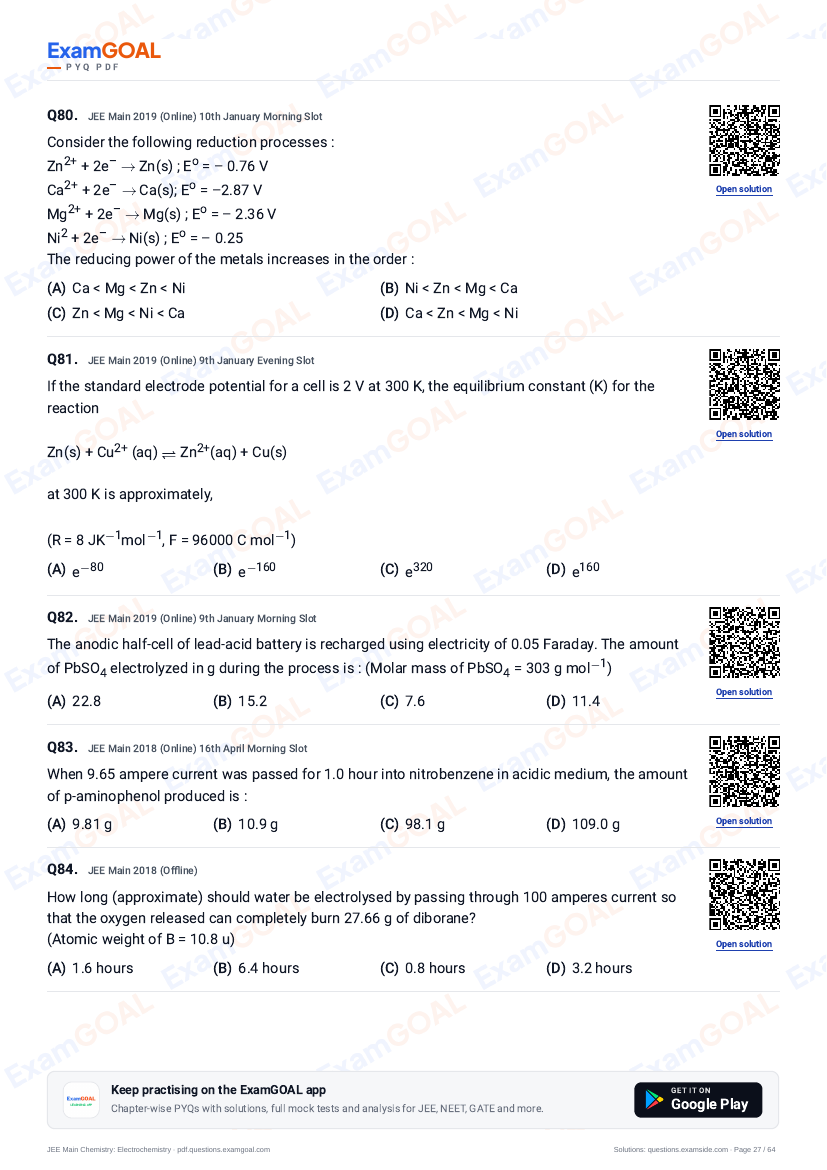 ExamGOAL
PYQ PDF
Q80. JEE Main 2019 (Online) 10th January Morning Slot
Consider the following reduction processes :
Zn²⁺ + 2e⁻ → Zn(s) ; Eᵒ = − 0.76 V
Ca²⁺ + 2e⁻ → Ca(s); Eᵒ = −2.87 V
Mg²⁺ + 2e⁻ → Mg(s) ; Eᵒ = − 2.36 V
Ni² + 2e⁻ → Ni(s) ; Eᵒ = − 0.25
The reducing power of the metals increases in the order :
(A) Ca < Mg < Zn < Ni (B) Ni < Zn < Mg < Ca
(C) Zn < Mg < Ni < Ca (D) Ca < Zn < Mg < Ni
Open solution
Q81. JEE Main 2019 (Online) 9th January Evening Slot
If the standard electrode potential for a cell is 2 V at 300 K, the equilibrium constant (K) for the
reaction
Zn(s) + Cu²⁺ (aq) ⇌ Zn²⁺(aq) + Cu(s)
at 300 K is approximately,
(R = 8 JK⁻¹mol⁻¹, F = 96000 C mol⁻¹)
(A) e⁻⁸⁰ (B) e⁻¹⁶⁰ (C) e³²⁰ (D) e¹⁶⁰
Open solution
Q82. JEE Main 2019 (Online) 9th January Morning Slot
The anodic half-cell of lead-acid battery is recharged using electricity of 0.05 Faraday. The amount
of PbSO₄ electrolyzed in g during the process is : (Molar mass of PbSO₄ = 303 g mol⁻¹)
(A) 22.8 (B) 15.2 (C) 7.6 (D) 11.4
Open solution
Q83. JEE Main 2018 (Online) 16th April Morning Slot
When 9.65 ampere current was passed for 1.0 hour into nitrobenzene in acidic medium, the amount
of p-aminophenol produced is :
(A) 9.81 g (B) 10.9 g (C) 98.1 g (D) 109.0 g
Open solution
Q84. JEE Main 2018 (Offline)
How long (approximate) should water be electrolysed by passing through 100 amperes current so
that the oxygen released can completely burn 27.66 g of diborane?
(Atomic weight of B = 10.8 u)
(A) 1.6 hours (B) 6.4 hours (C) 0.8 hours (D) 3.2 hours
Open solution
ExamGOAL
Keep practising on the ExamGOAL app
Chapter-wise PYQs with solutions, full mock tests and analysis for JEE, NEET, GATE and more.
GET IT ON
Google Play
JEE Main Chemistry: Electrochemistry · pdf.questions.examgoal.com
Solutions: questions.examside.com · Page 27 / 64